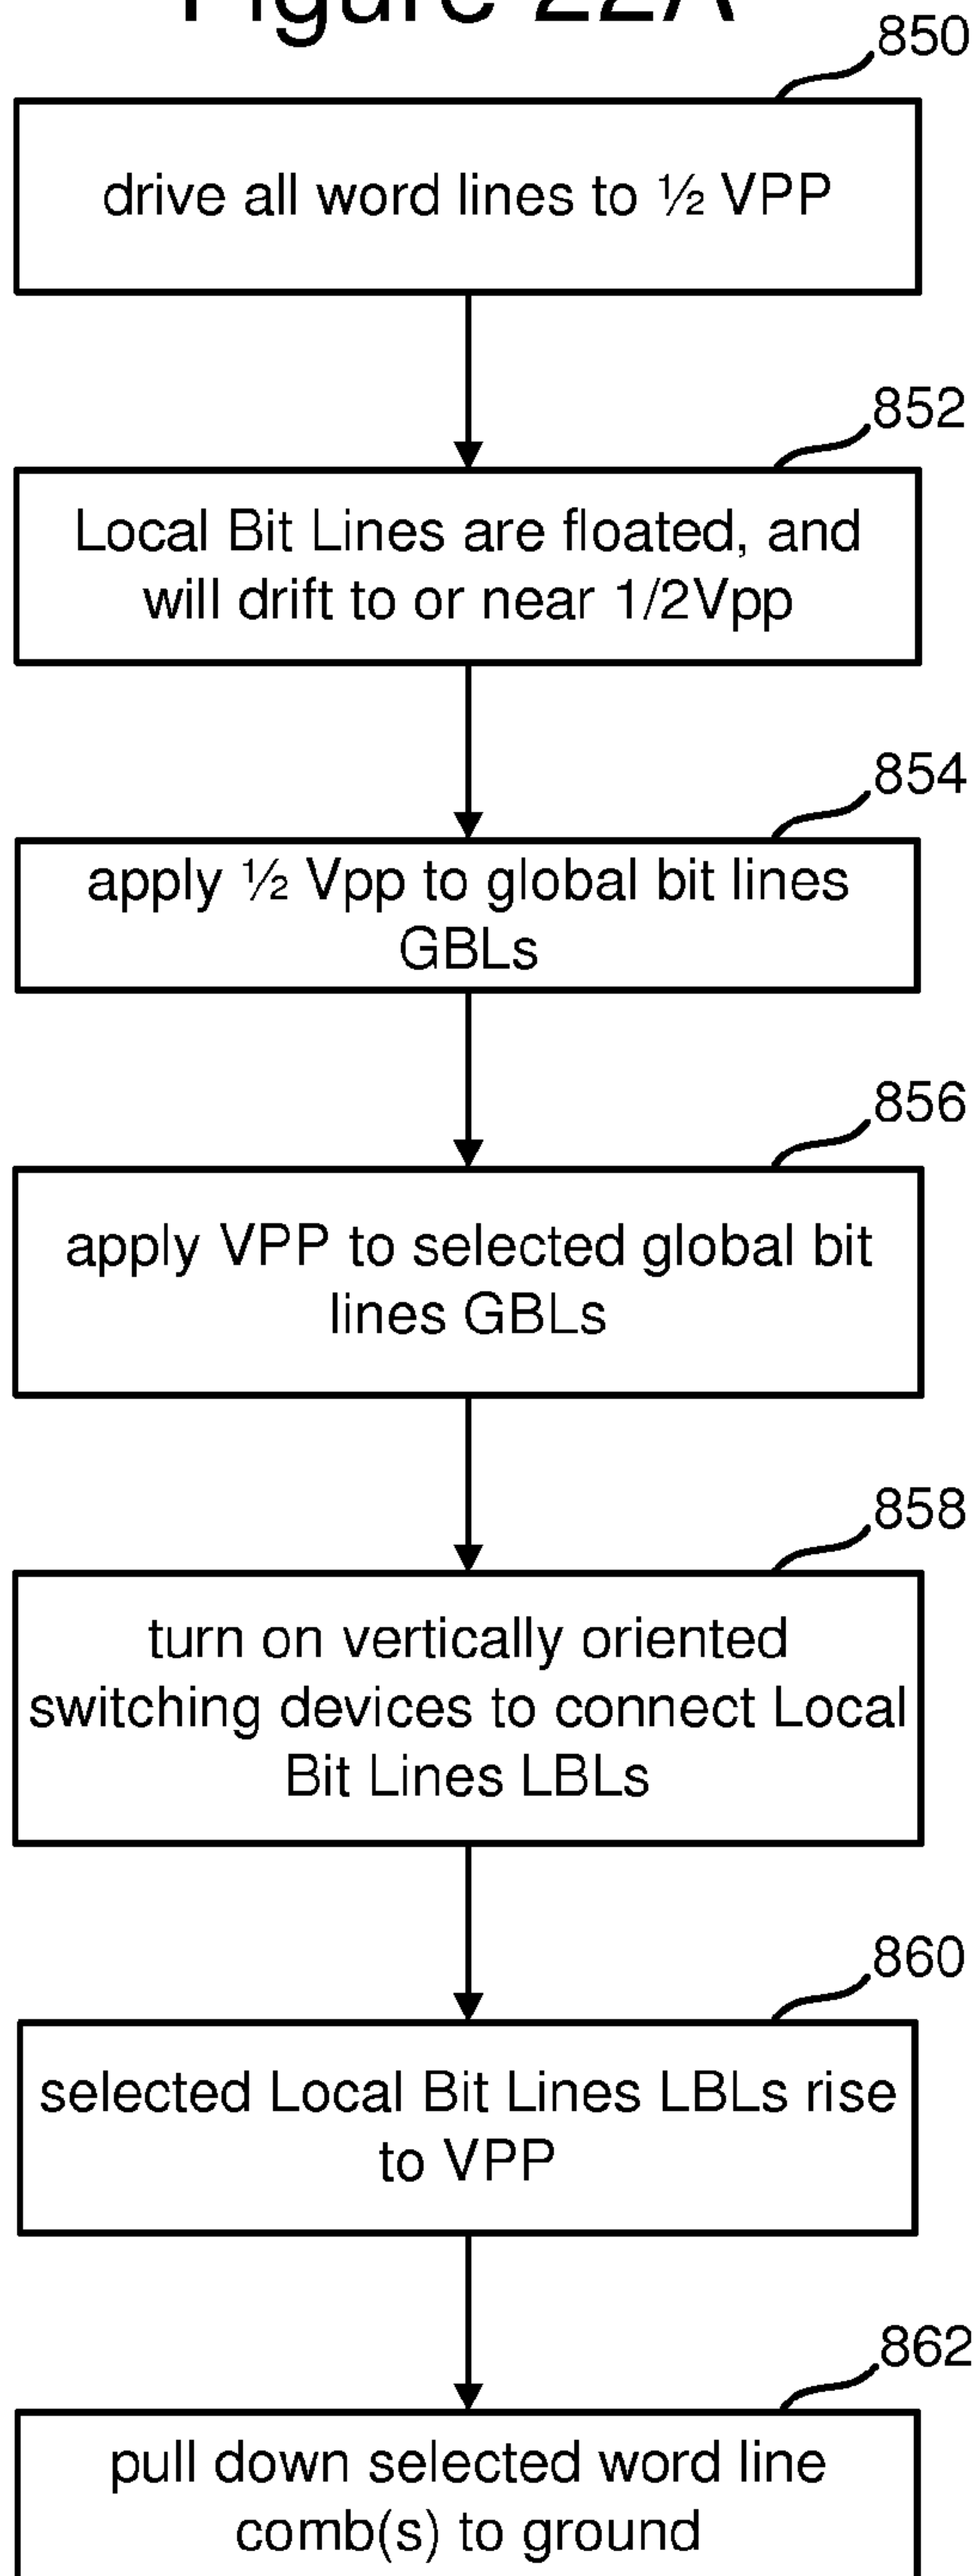 Figure 22A
850
drive all word lines to ½ VPP
852
Local Bit Lines are floated, and
will drift to or near 1/2Vpp
854
apply ½ Vpp to global bit lines
GBLs
856
apply VPP to selected global bit
lines GBLs
858
turn on vertically oriented
switching devices to connect Local
Bit Lines LBLs
860
selected Local Bit Lines LBLs rise
to VPP
862
pull down selected word line
comb(s) to ground